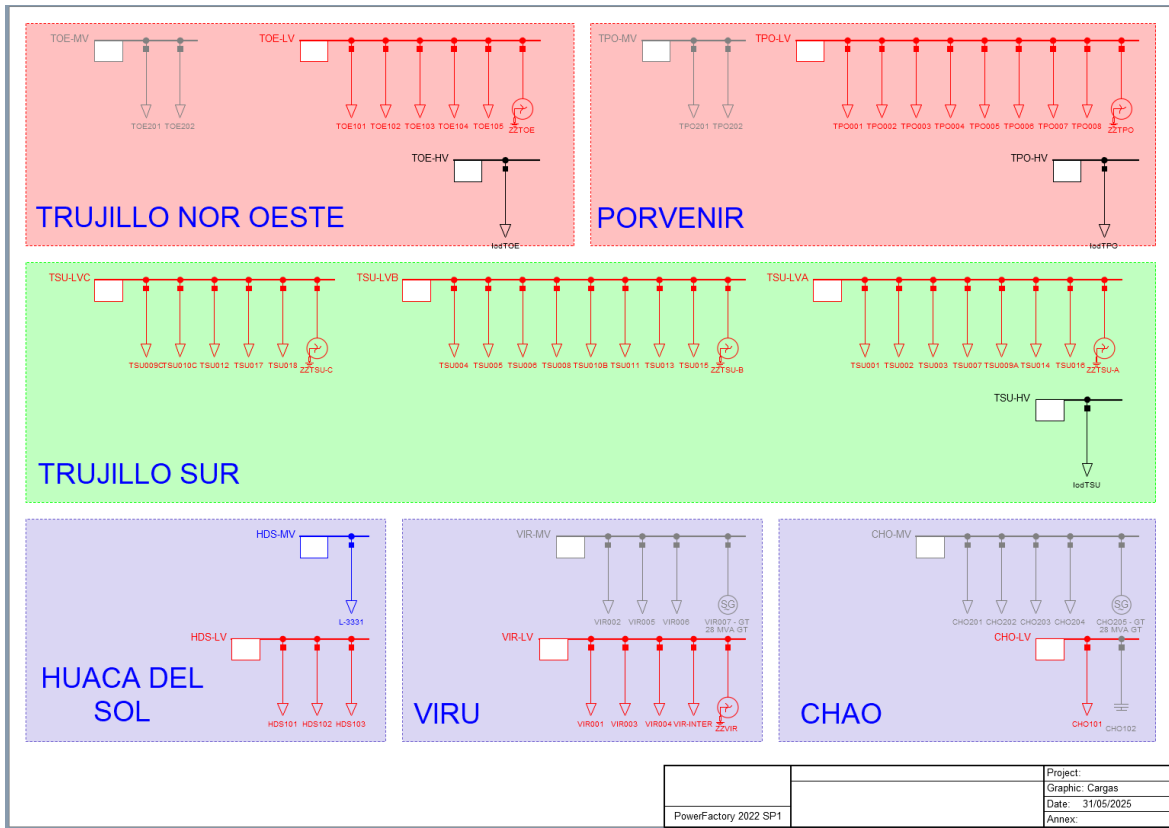 TOE-MV
TOE-LV
TPO-MV
TPO-LV
TOE201 TOE202
TOE101 TOE102 TOE103 TOE104 TOE105
ZZTOE
TPO201 TPO202
TPO001 TPO002 TPO003 TPO004 TPO005 TPO006 TPO007 TPO008
ZZTPO
TOE-HV
TPO-HV
TRUJILLO NOR OESTE
lodTOE
PORVENIR
lodTPO
TSU-LVC
TSU-LVB
TSU-LVA
TSU009C TSU010C TSU012 TSU017 TSU018
ZZTSU-C
TSU004 TSU005 TSU006 TSU008 TSU010B TSU011 TSU013 TSU015
ZZTSU-B
TSU001 TSU002 TSU003 TSU007 TSU009A TSU014 TSU016
ZZTSU-A
TSU-HV
TRUJILLO SUR
lodTSU
HDS-MV
L-3331
HDS-LV
HUACA DEL
SOL
HDS101 HDS102 HDS103
VIR-MV
SG
VIR002 VIR005 VIR006 VIR007 - GT
28 MVA GT
VIR-LV
VIRU
VIR001 VIR003 VIR004 VIR-INTER
ZZVIR
CHO-MV
SG
CHO201 CHO202 CHO203 CHO204 CHO205 - GT
28 MVA GT
CHO-LV
CHAO
CHO101
CHO102
PowerFactory 2022 SP1
Project:
Graphic: Cargas
Date: 31/05/2025
Annex: